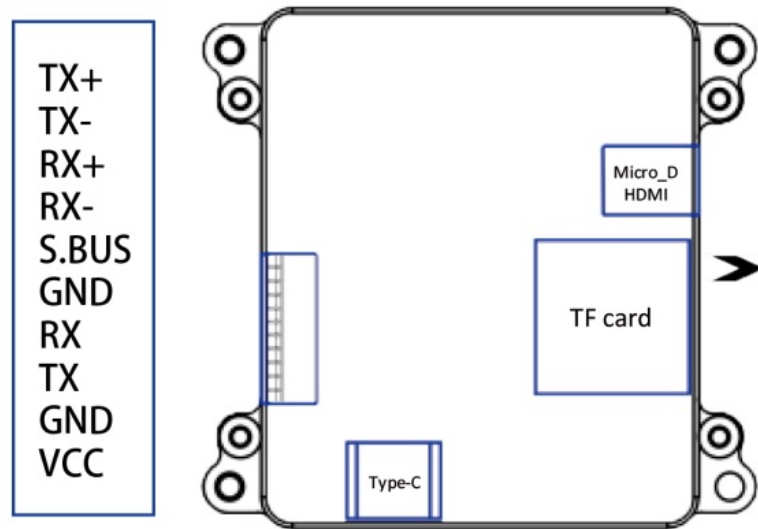 TX+
TX-
RX+
RX-
S.BUS
GND
RX
TX
GND
VCC
Micro_D
HDMI
TF card
Type-C